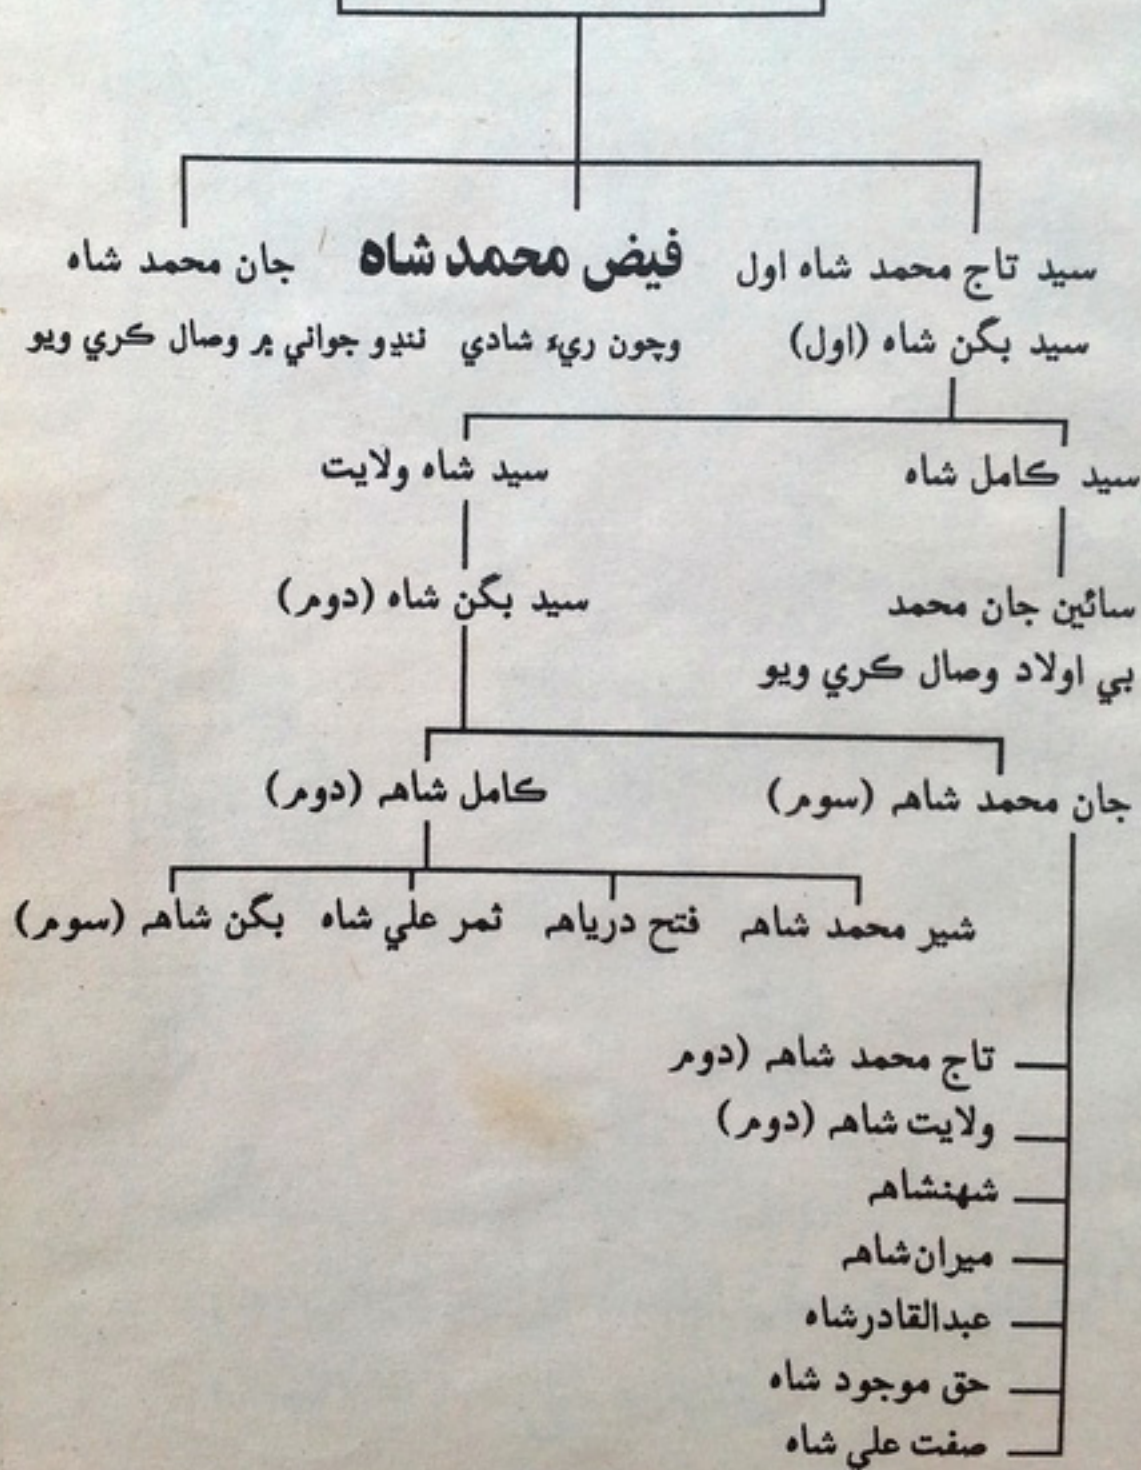 سيد تاج محمد شاه اول
فيض محمد شاه
جان محمد شاه
سيد بگن شاه (اول)
وڇون ريءَ شادي
ننڍو جواني ۾ وصال ڪري ويو
سيد ڪامل شاه
سيد شاه ولايت
سائين جان محمد
سيد بگن شاه (دوم)
بي اولاد وصال ڪري ويو
جان محمد شاهه (سوم)
ڪامل شاهه (دوم)
شير محمد شاهه
فتح درياهه
ثمر علي شاه
بگن شاهه (سوم)
تاج محمد شاهه (دوم
ولايت شاهه (دوم)
شهنشاهه
ميران شاهه
عبدالقادرشاه
حق موجود شاه
صفت علي شاه